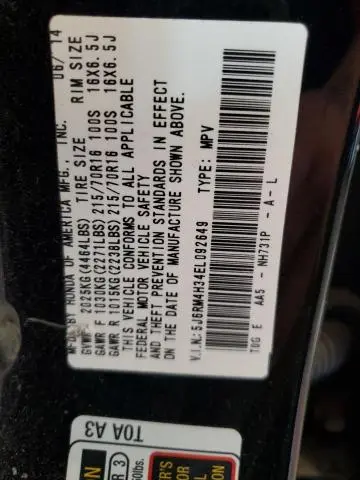 MFD. BY HONDA OF AMERICA MFG., INC. 06/14
TIRE SIZE RIM SIZE
GVWR 2025KG(4464LBS)
GAWR F 1030KG(2271LBS) 215/70R16 100S 16X6.5J
GAWR R 1015KG(2238LBS) 215/70R16 100S 16X6.5J
THIS VEHICLE CONFORMS TO ALL APPLICABLE
FEDERAL MOTOR VEHICLE SAFETY
AND THEFT PREVENTION STANDARDS IN EFFECT
ON THE DATE OF MANUFACTURE SHOWN ABOVE.
V.I.N: 5J6RM4H34EL092649 TYPE: MPV
TDG E AA5 NH731P - A - L
T0A A3